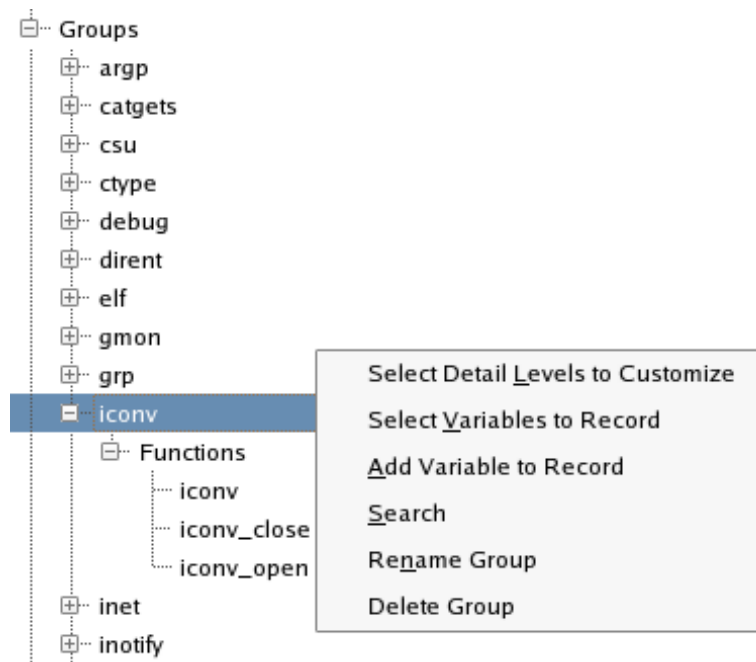 Groups
argp
catgets
csu
ctype
debug
dirent
elf
gmon
grp
iconv
Functions
iconv
iconv_close
iconv_open
inet
inotify
Select Detail Levels to Customize
Select Variables to Record
Add Variable to Record
Search
Rename Group
Delete Group